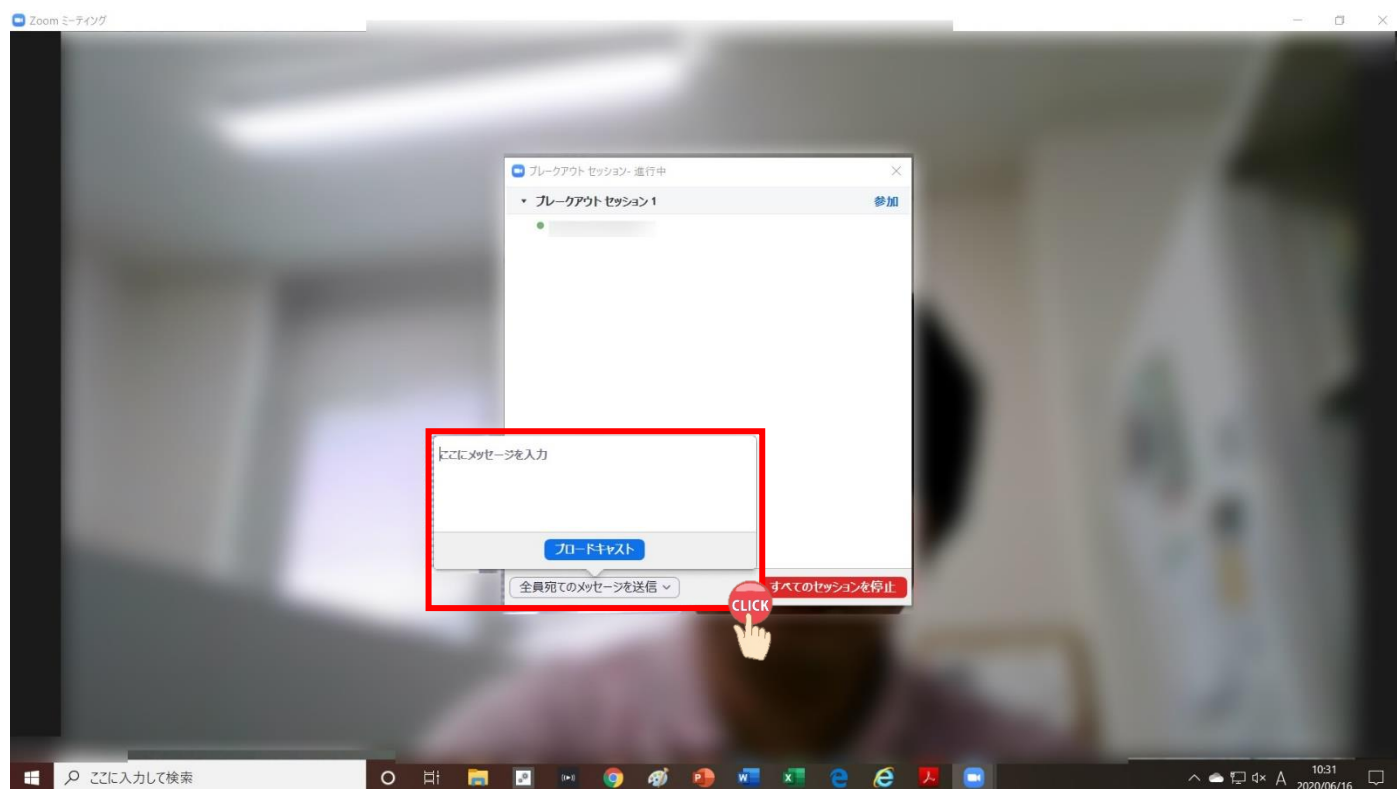 Zoom ミーティング
ブレークアウト セッション- 進行中
ブレークアウト セッション 1
参加
ここにメッセージを入力
ブロードキャスト
全員宛てのメッセージを送信
すべてのセッションを停止
CLICK
ここに入力して検索
A
10:31
2020/06/16